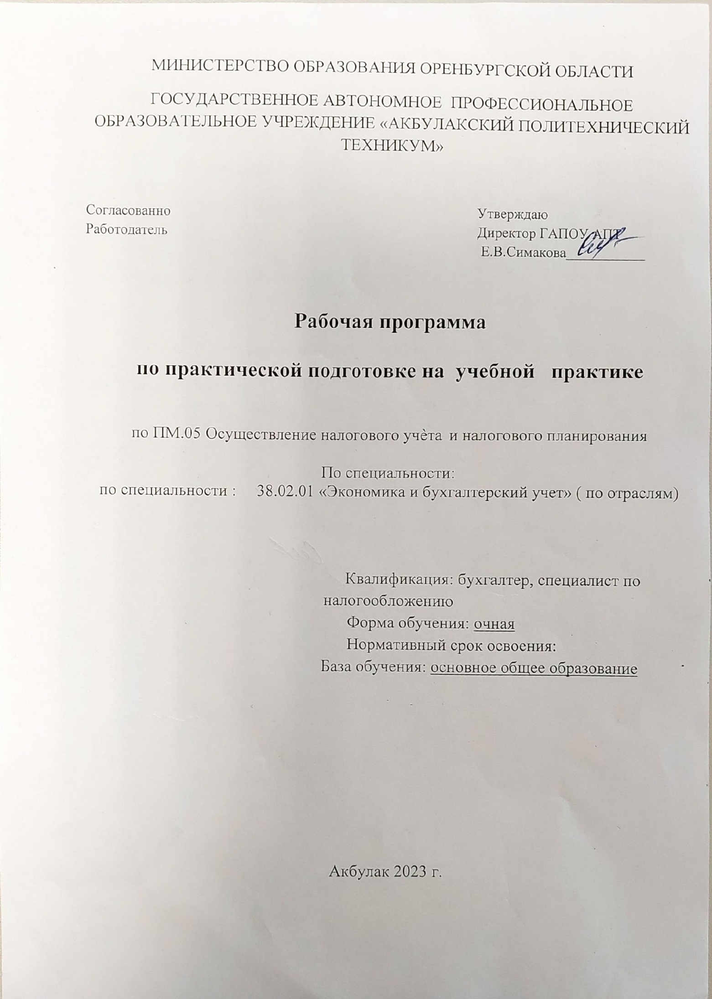 МИНИСТЕРСТВО ОБРАЗОВАНИЯ ОРЕНБУРГСКОЙ ОБЛАСТИ
ГОСУДАРСТВЕННОЕ АВТОНОМНОЕ ПРОФЕССИОНАЛЬНОЕ
ОБРАЗОВАТЕЛЬНОЕ УЧРЕЖДЕНИЕ «АКБУЛАКСКИЙ ПОЛИТЕХНИЧЕСКИЙ
ТЕХНИКУМ»
Согласованно
Работодатель
Утверждаю
Директор ГАПОУ АПТ
Е.В.Симакова
Рабочая программа
по практической подготовке на учебной практике
по ПМ.05 Осуществление налогового учѐта и налогового планирования
По специальности:
по специальности : 38.02.01 «Экономика и бухгалтерский учет» ( по отраслям)
Квалификация: бухгалтер, специалист по
налогообложению
Форма обучения: очная
Нормативный срок освоения:
База обучения: основное общее образование
Акбулак 2023 г.